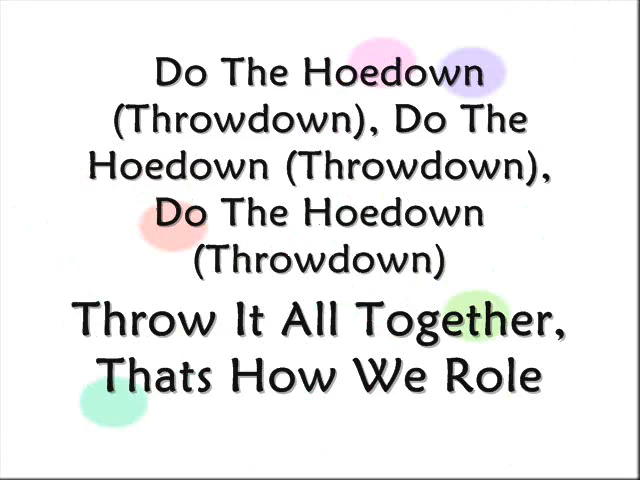 Do The Hoedown
(Throwdown), Do The
Hoedown (Throwdown),
Do The Hoedown
(Throwdown)
Throw It All Together,
Thats How We Role